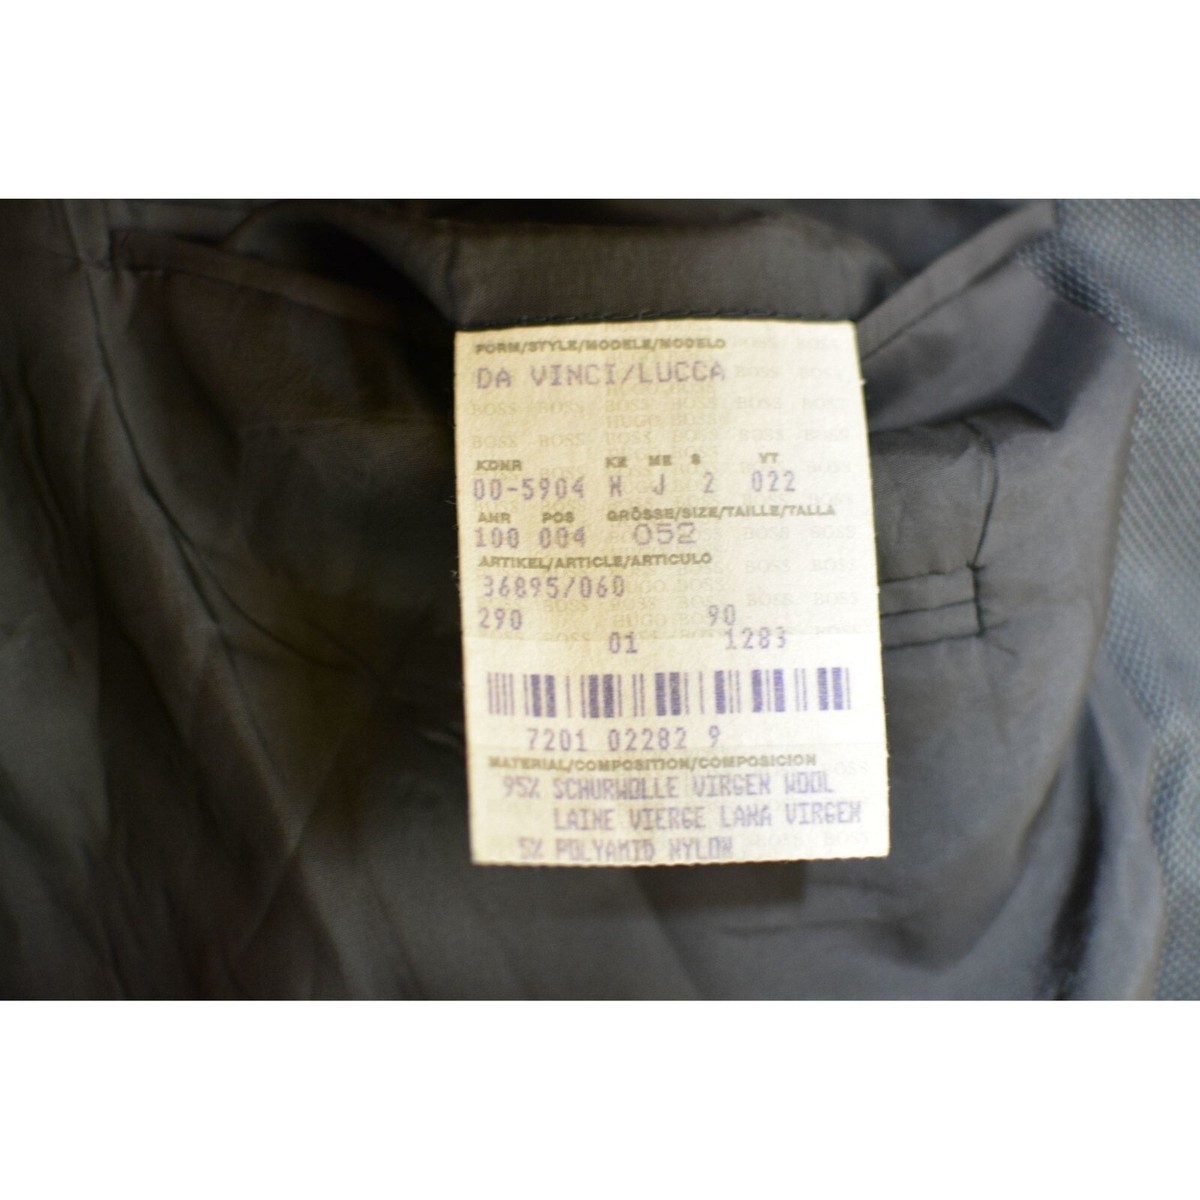 FORM/STYLE/MODELE/MODELO
DA VINCI/LUCCA
KDNR KE ME S YT
00-5904 H J 2 022
ANR POS GRÖSSE/SIZE/TAILLE/TALLA
100 004 052
ARTIKEL/ARTICLE/ARTICULO
36895/060
290 90
01 1283
7201 02282 9
MATERIAL/COMPOSITION/COMPOSICION
95% SCHURWOLLE VIRGEN WOOL
LAINE VIERGE LANA VIRGEN
5% POLYAMID NYLON